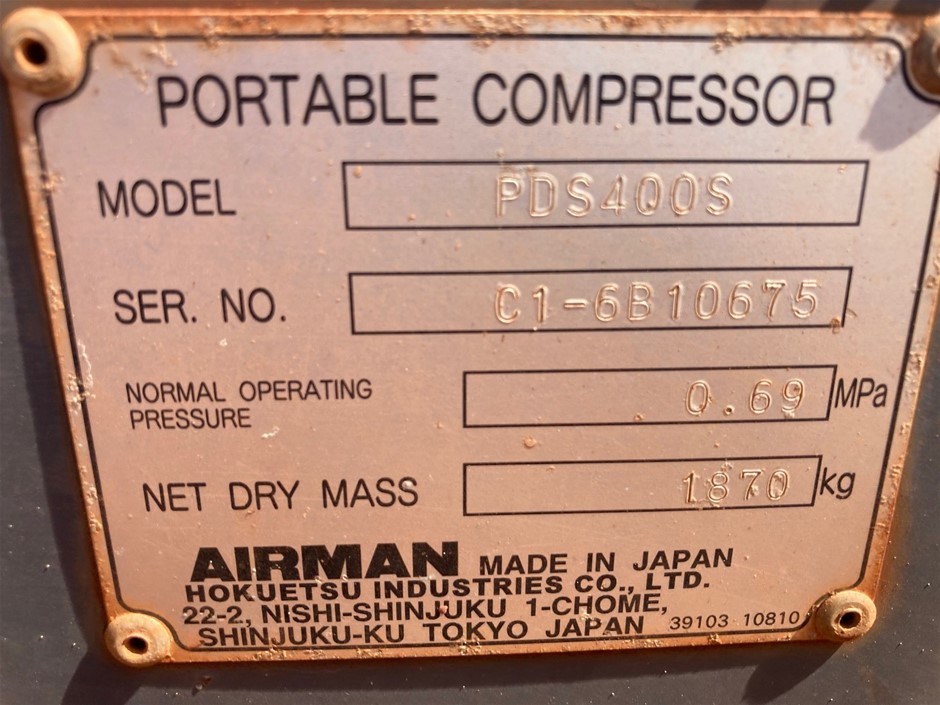 PORTABLE COMPRESSOR
MODEL PDS400S
SER. NO. C1-6B10675
NORMAL OPERATING
PRESSURE 0.69 MPa
NET DRY MASS 1870 kg
AIRMAN MADE IN JAPAN
HOKUETSU INDUSTRIES CO., LTD.
22-2, NISHI-SHINJUKU 1-CHOME,
SHINJUKU-KU TOKYO JAPAN 39103 10810